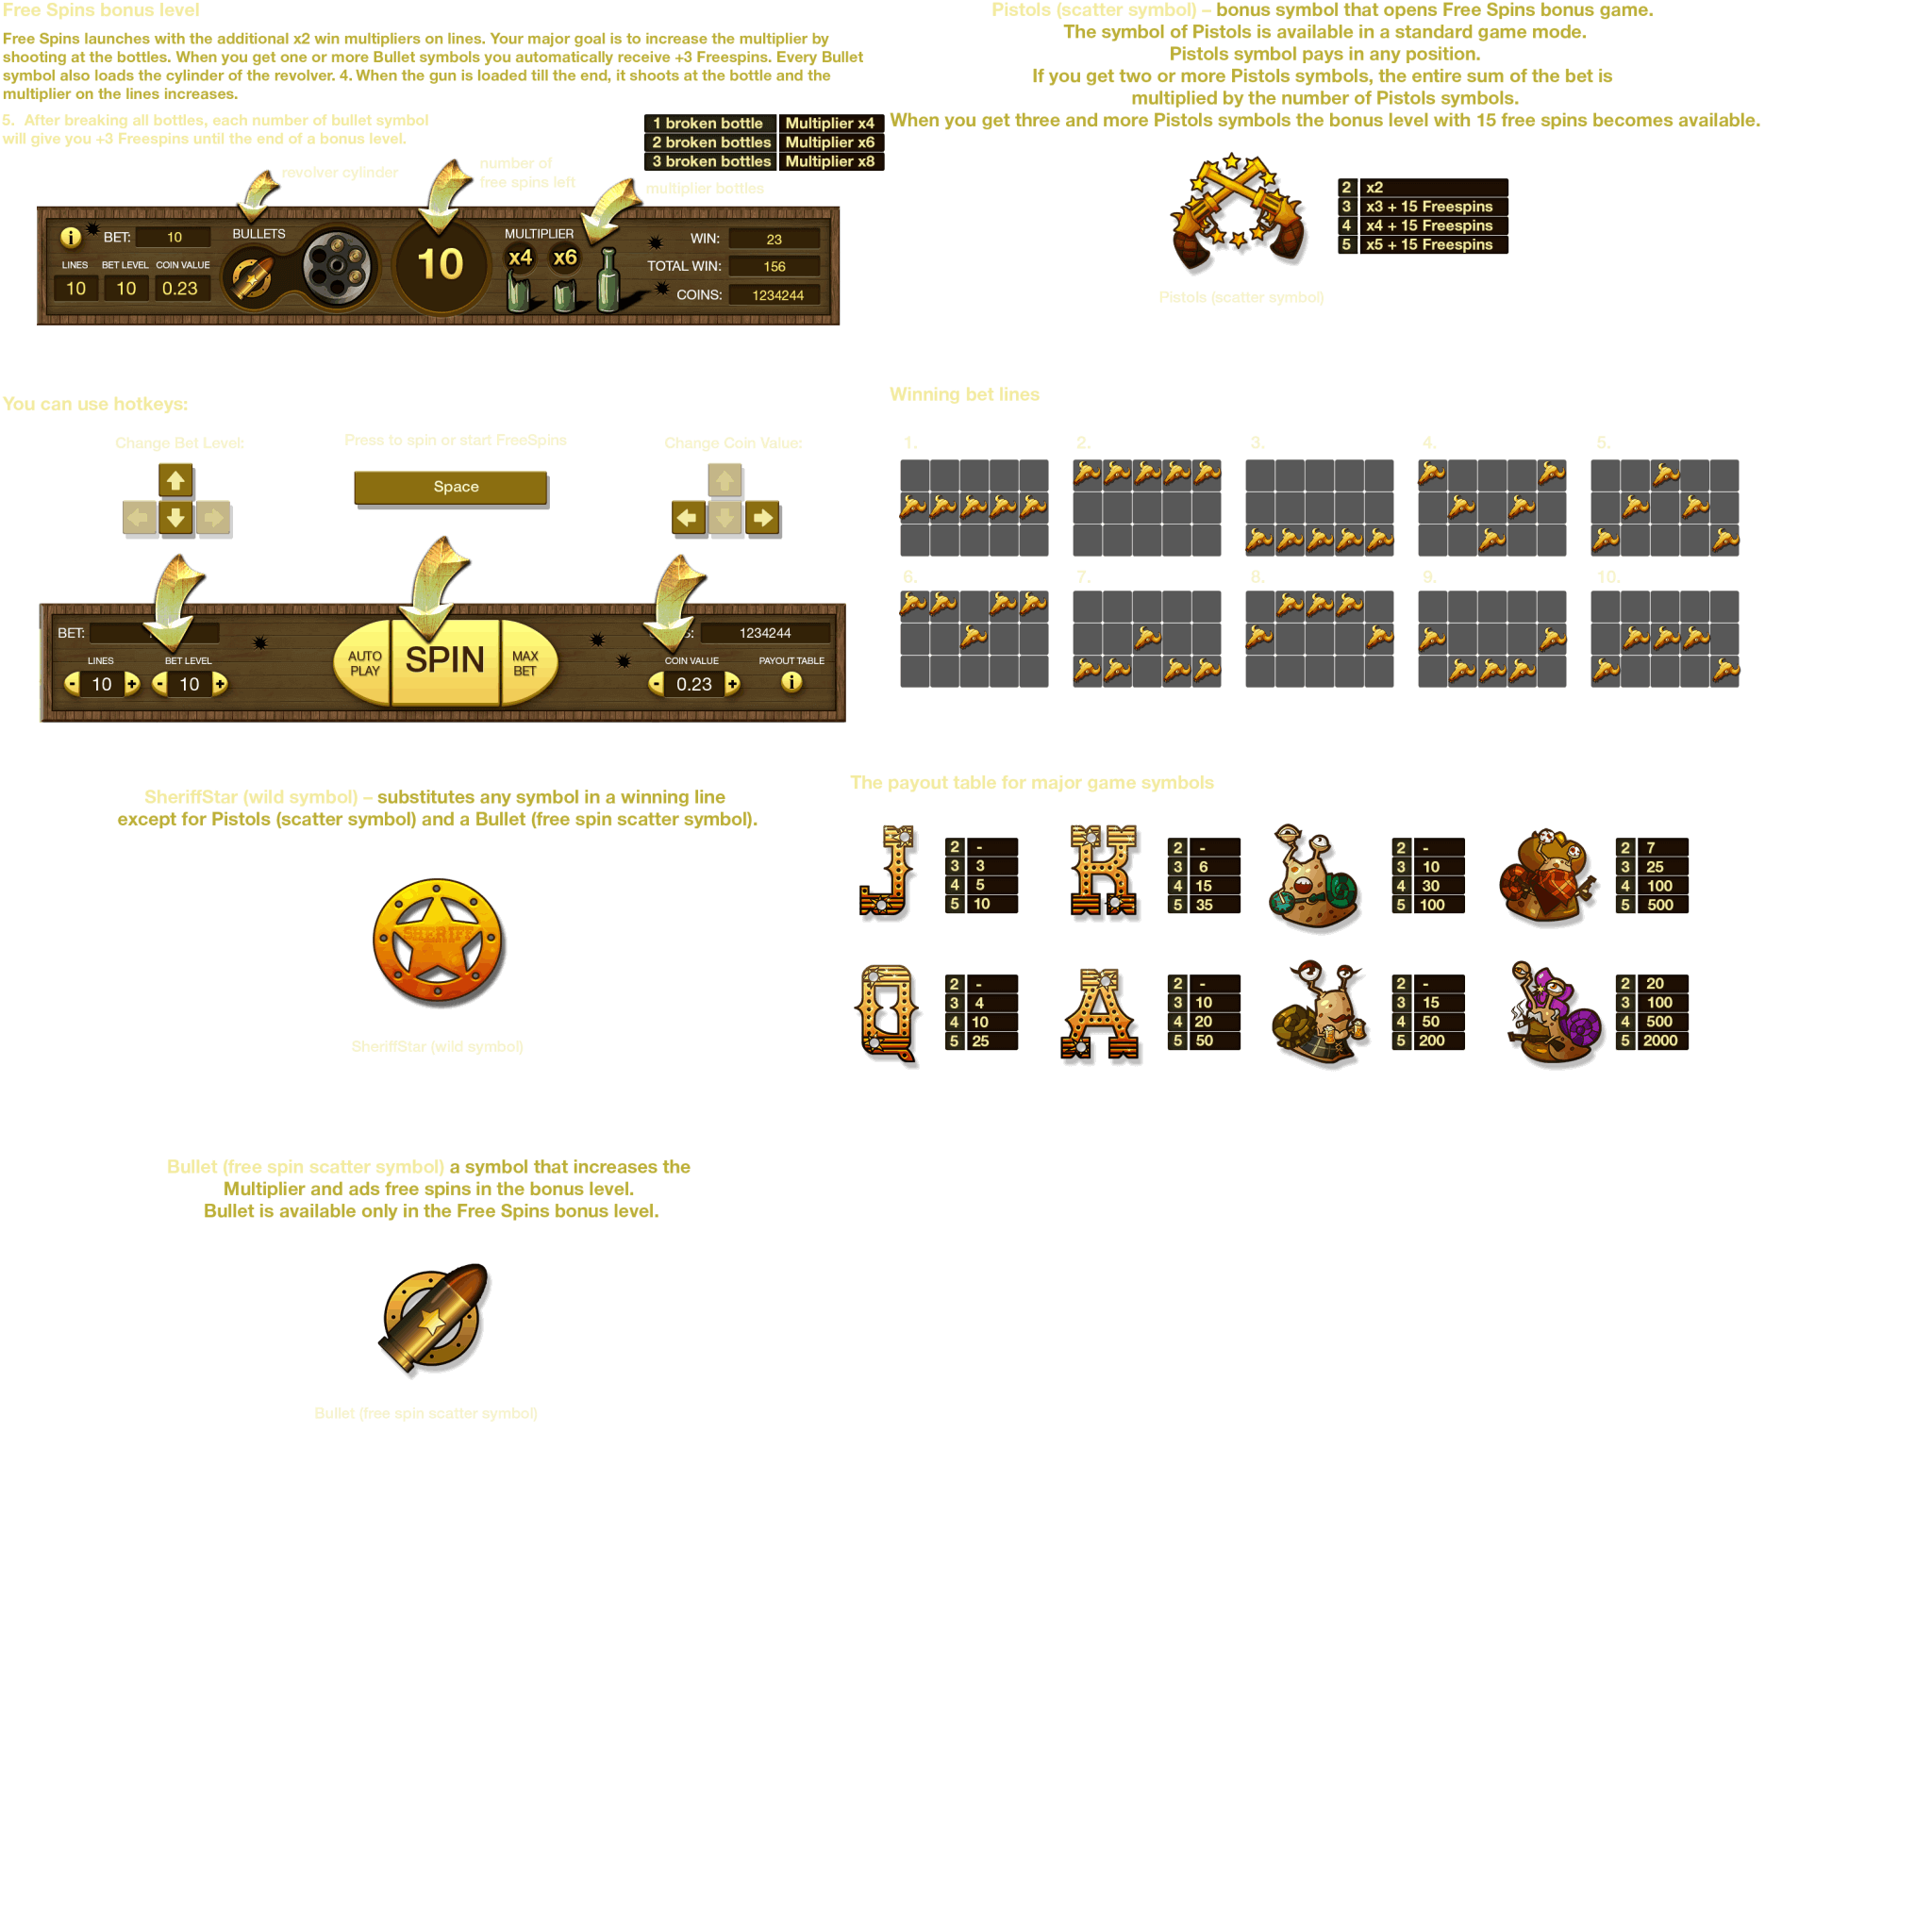 Free Spins bonus level
Free Spins launches with the additional x2 win multipliers on lines. Your major goal is to increase the multiplier by
shooting at the bottles. When you get one or more Bullet symbols you automatically receive +3 Freespins. Every Bullet
symbol also loads the cylinder of the revolver. 4. When the gun is loaded till the end, it shoots at the bottle and the
multiplier on the lines increases.
5. After breaking all bottles, each number of bullet symbol
will give you +3 Freespins until the end of a bonus level.
1 broken bottle Multiplier x4
2 broken bottles Multiplier x6
3 broken bottles Multiplier x8
revolver cylinder
number of
free spins left
multiplier bottles
i BET: 10
LINES BET LEVEL COIN VALUE
10 10 0.23
BULLETS
10
MULTIPLIER
x4 x6
WIN: 23
TOTAL WIN: 156
COINS: 1234244
Pistols (scatter symbol) – bonus symbol that opens Free Spins bonus game.
The symbol of Pistols is available in a standard game mode.
Pistols symbol pays in any position.
If you get two or more Pistols symbols, the entire sum of the bet is
multiplied by the number of Pistols symbols.
When you get three and more Pistols symbols the bonus level with 15 free spins becomes available.
2 x2
3 x3 + 15 Freespins
4 x4 + 15 Freespins
5 x5 + 15 Freespins
Pistols (scatter symbol)
You can use hotkeys:
Change Bet Level:
Press to spin or start FreeSpins
Change Coin Value:
Space
BET:
LINES BET LEVEL
- 10 + - 10 +
AUTO
PLAY
SPIN
MAX
BET
1234244
COIN VALUE PAYOUT TABLE
- 0.23 + i
Winning bet lines
1. 2. 3. 4. 5.
6. 7. 8. 9. 10.
SheriffStar (wild symbol) – substitutes any symbol in a winning line
except for Pistols (scatter symbol) and a Bullet (free spin scatter symbol).
SHERIFF
SheriffStar (wild symbol)
The payout table for major game symbols
J
2 -
3 3
4 5
5 10
K
2 -
3 6
4 15
5 35
2 -
3 10
4 30
5 100
2 7
3 25
4 100
5 500
Q
2 -
3 4
4 10
5 25
A
2 -
3 10
4 20
5 50
2 -
3 15
4 50
5 200
2 20
3 100
4 500
5 2000
Bullet (free spin scatter symbol) a symbol that increases the
Multiplier and ads free spins in the bonus level.
Bullet is available only in the Free Spins bonus level.
Bullet (free spin scatter symbol)